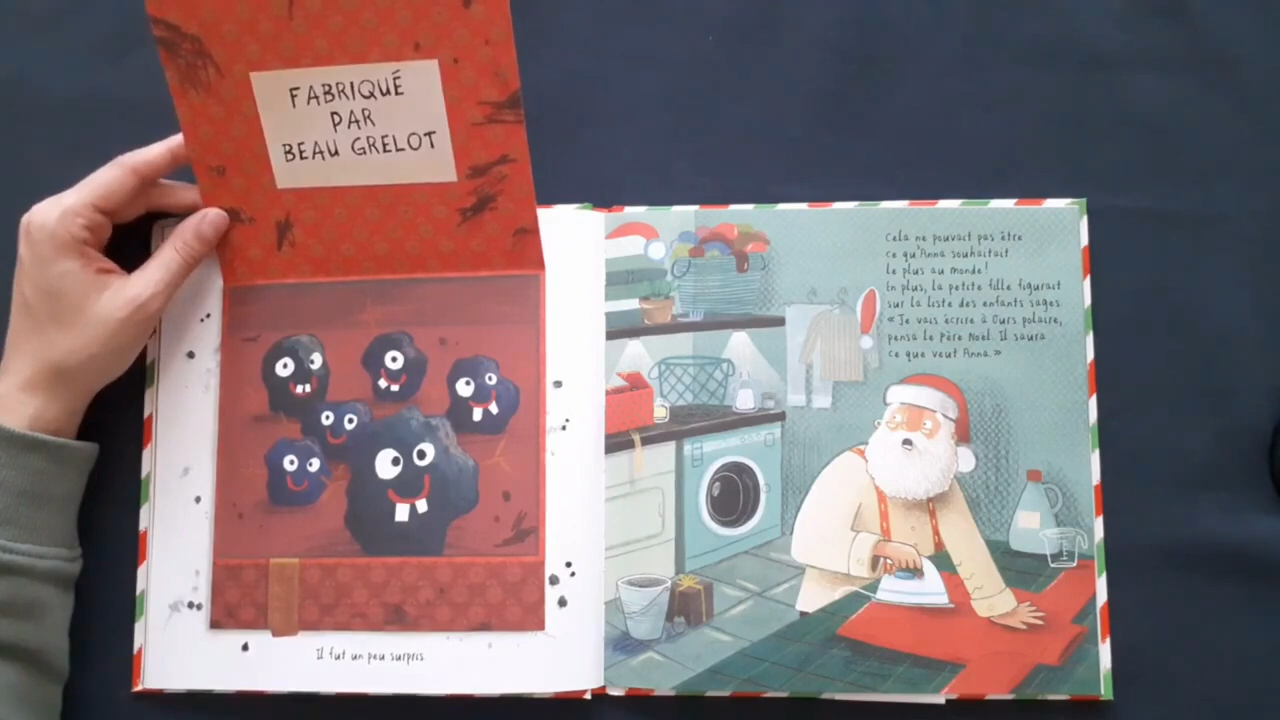 FABRIQUÉ
PAR
BEAU GRELOT
Il fut un peu surpris.
Cela ne pouvait pas être
ce qu'Anna souhaitait
le plus au monde !
En plus, la petite fille figurait
sur la liste des enfants sages.
« Je vais écrire à Ours polaire,
pensa le Père Noël. Il saura
ce que veut Anna. »